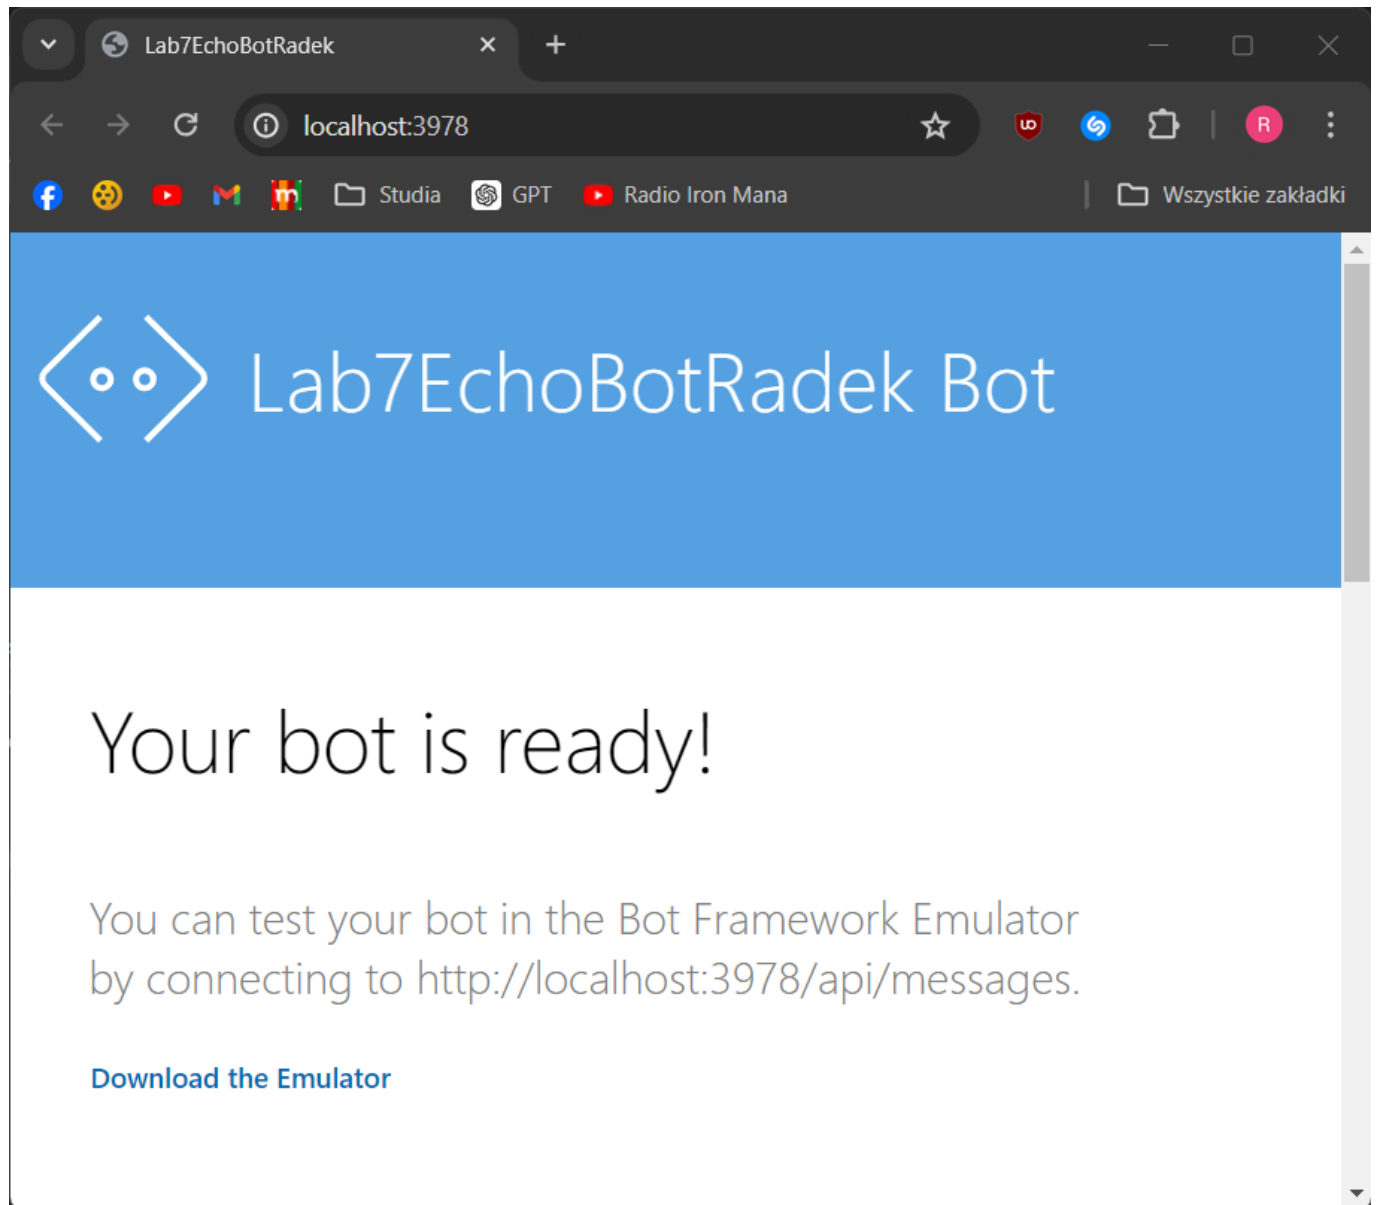 Lab7EchoBotRadek
localhost:3978
R
m
Studia
GPT
Radio Iron Mana
Wszystkie zakładki
Lab7EchoBotRadek Bot
Your bot is ready!
You can test your bot in the Bot Framework Emulator
by connecting to http://localhost:3978/api/messages.
Download the Emulator